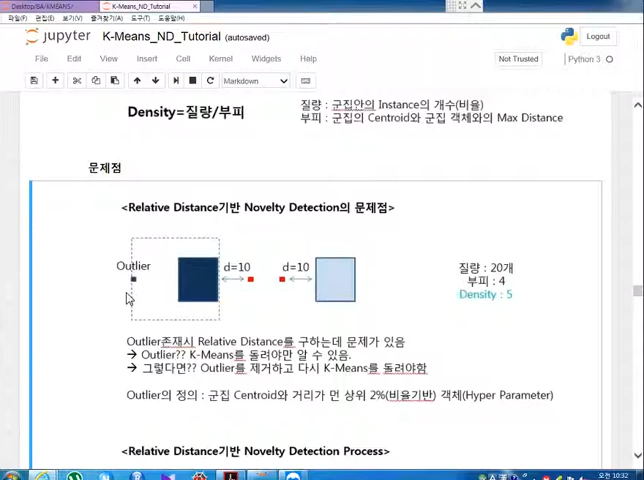 Desktop/BA/KMEANS/
K-Means_ND_Tutorial
파일(F) 편집(E) 보기(V) 즐겨찾기(A) 도구(T) 도움말(H)
jupyter K-Means_ND_Tutorial (autosaved)
Logout
File Edit View Insert Cell Kernel Widgets Help
Not Trusted
Python 3
Markdown
Density=질량/부피
질량 : 군집안의 Instance의 개수(비율)
부피 : 군집의 Centroid와 군집 객체와의 Max Distance
문제점
<Relative Distance기반 Novelty Detection의 문제점>
Outlier
d=10
d=10
질량 : 20개
부피 : 4
Density : 5
Outlier존재시 Relative Distance를 구하는데 문제가 있음
→ Outlier?? K-Means를 돌려야만 알 수 있음.
→ 그렇다면?? Outlier를 제거하고 다시 K-Means를 돌려야함
Outlier의 정의 : 군집 Centroid와 거리가 먼 상위 2%(비율기반) 객체(Hyper Parameter)
<Relative Distance기반 Novelty Detection Process>
오전 10:32